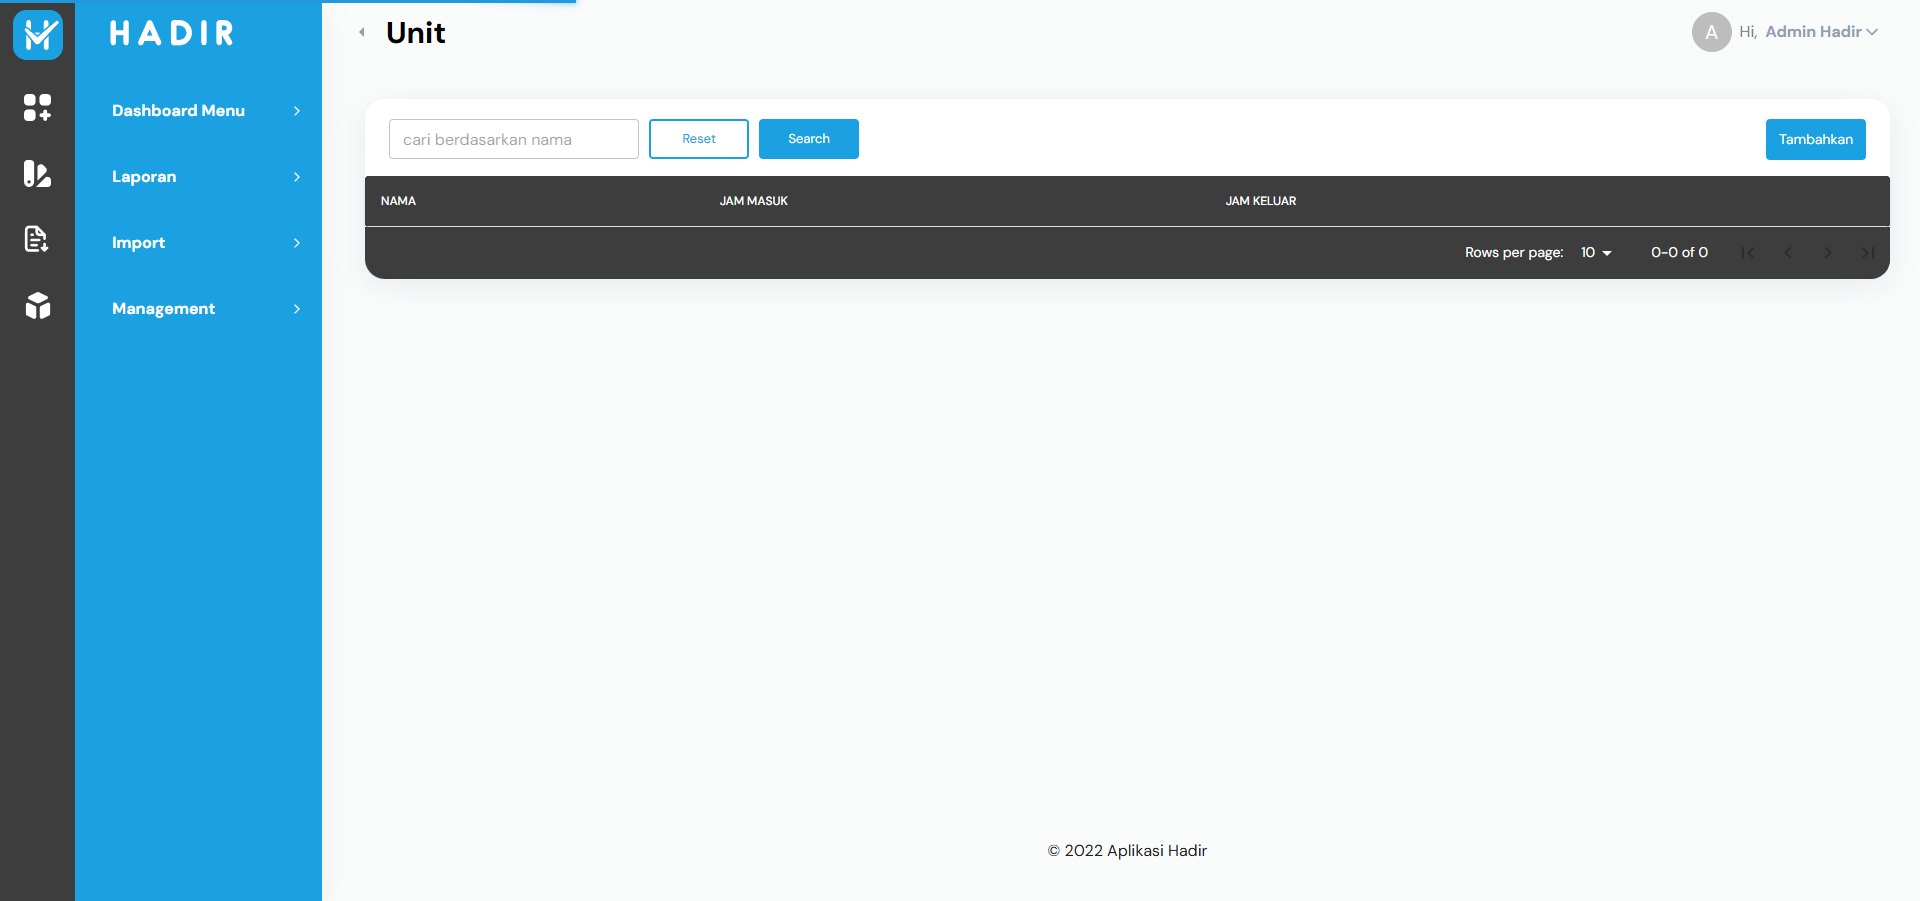 HADIR
Dashboard Menu
Laporan
Import
Management
Unit
A Hi, Admin Hadir
cari berdasarkan nama Reset Search Tambahkan
NAMA JAM MASUK JAM KELUAR
Rows per page: 10 0-0 of 0
© 2022 Aplikasi Hadir